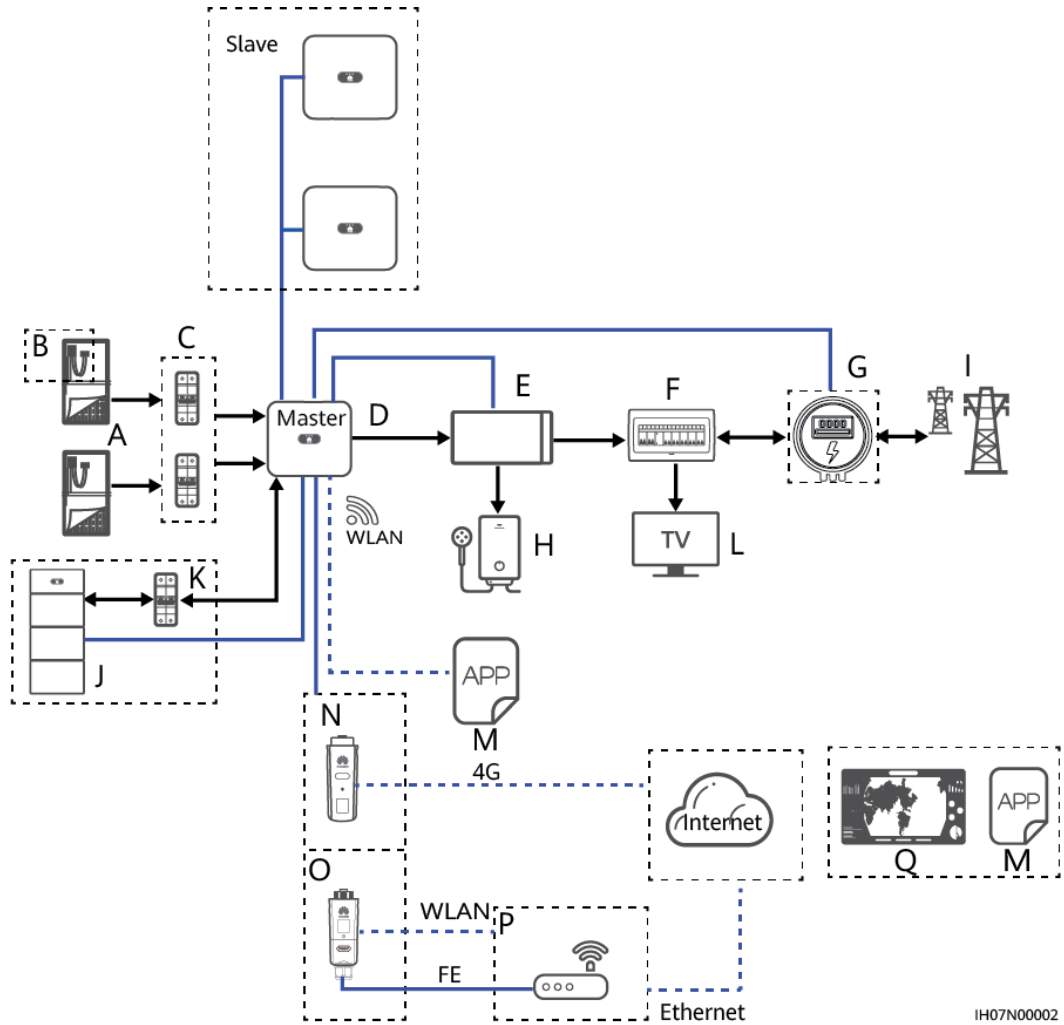 Slave
B
C
A
Master
D
E
F
G
I
WLAN
H
TV
L
K
J
APP
M
4G
N
Internet
APP
Q
M
O
WLAN
P
FE
Ethernet
IH07N00002